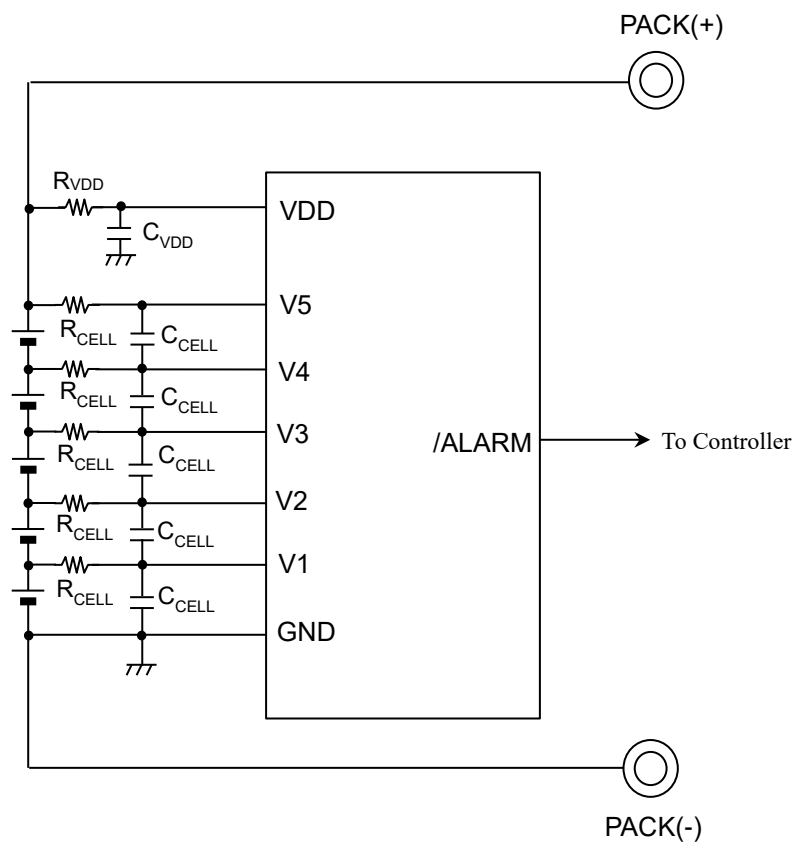 PACK(+)
RVDD
VDD
CVDD
V5
RCELL
CCELL
V4
RCELL
CCELL
V3
/ALARM
To Controller
RCELL
CCELL
V2
RCELL
CCELL
V1
RCELL
CCELL
GND
PACK(-)